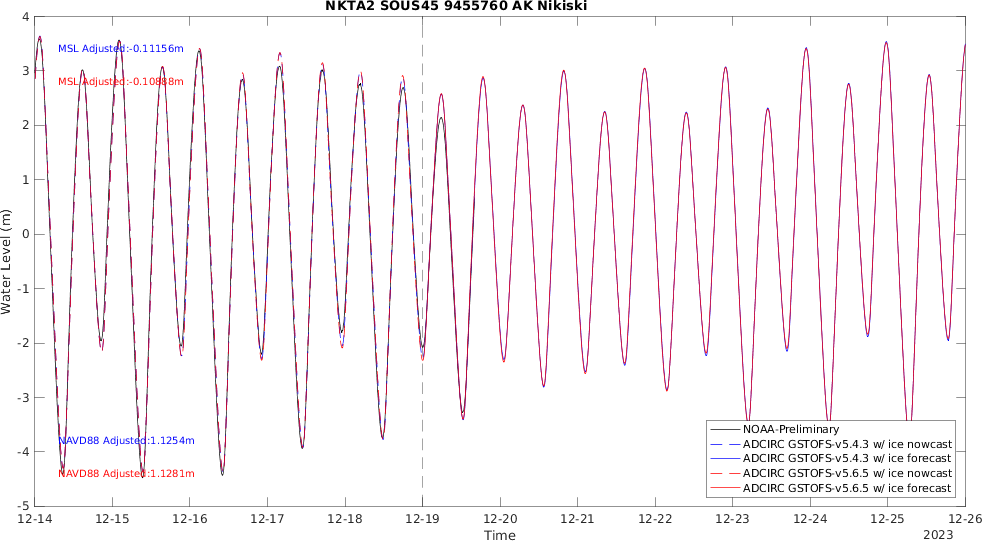 NKTA2 SOUS45 9455760 AK Nikiski
4
3
2
1
0
-1
-2
-3
-4
-5
Water Level (m)
MSL Adjusted:-0.11156m
MSL Adjusted:-0.10888m
NAVD88 Adjusted:1.1254m
NAVD88 Adjusted:1.1281m
NOAA-Preliminary
ADCIRC GSTOFS-v5.4.3 w/ ice nowcast
ADCIRC GSTOFS-v5.4.3 w/ ice forecast
ADCIRC GSTOFS-v5.6.5 w/ ice nowcast
ADCIRC GSTOFS-v5.6.5 w/ ice forecast
12-14 12-15 12-16 12-17 12-18 12-19 12-20 12-21 12-22 12-23 12-24 12-25 12-26
Time
2023